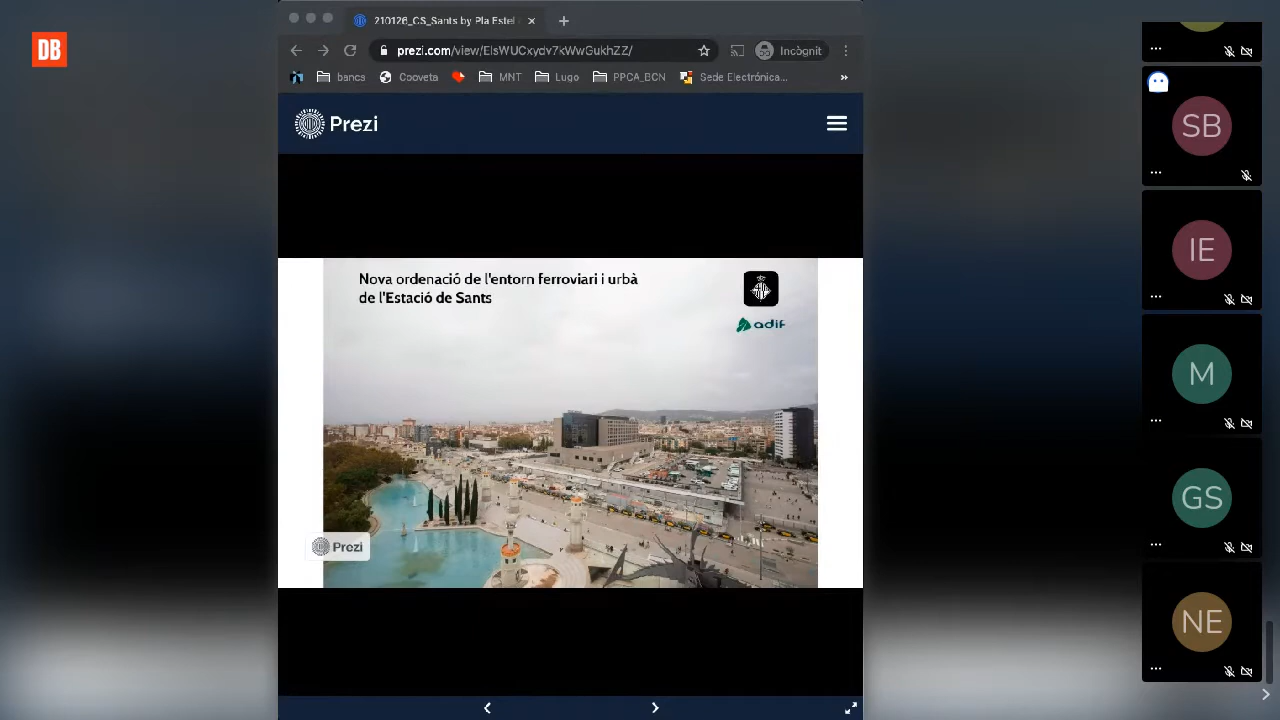 DB
210126_CS_Sants by Pla Estel
prezi.com/view/ElsWUCxydv7kWwGukhZZ/
Incògnit
bancs
Cooveta
MNT
Lugo
PPCA_BCN
Sede Electrónica...
»
Prezi
Nova ordenació de l'entorn ferroviari i urbà
de l'Estació de Sants
adif
Prezi
SB
IE
M
GS
NE